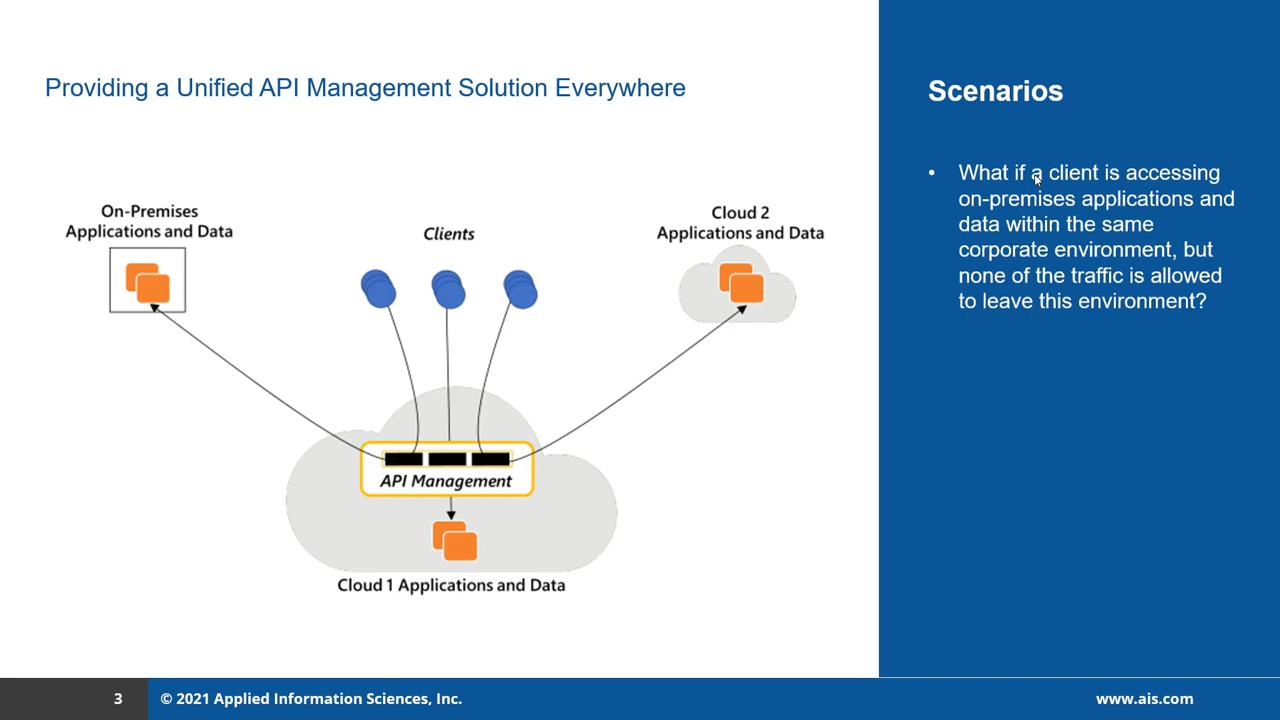 Providing a Unified API Management Solution Everywhere
Scenarios
• What if a client is accessing
on-premises applications and
data within the same
corporate environment, but
none of the traffic is allowed
to leave this environment?
On-Premises
Applications and Data
Clients
Cloud 2
Applications and Data
API Management
Cloud 1 Applications and Data
3
© 2021 Applied Information Sciences, Inc.
www.ais.com